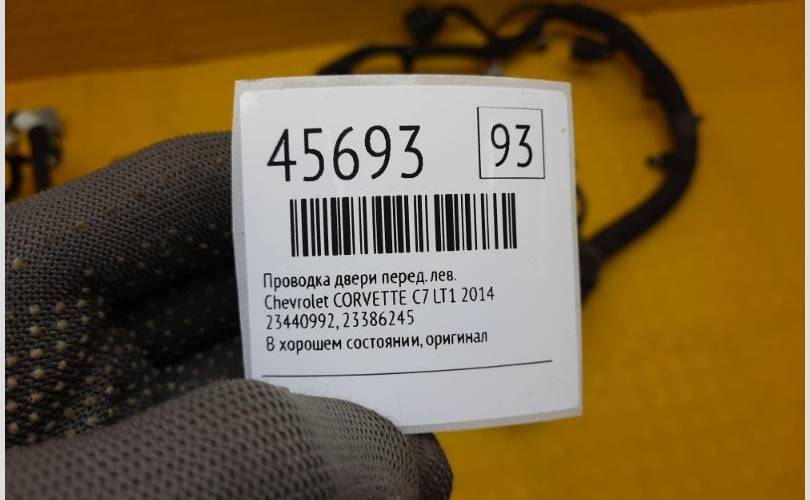 45693 93
Проводка двери перед. лев.
Chevrolet CORVETTE C7 LT1 2014
23440992, 23386245
В хорошем состоянии, оригинал